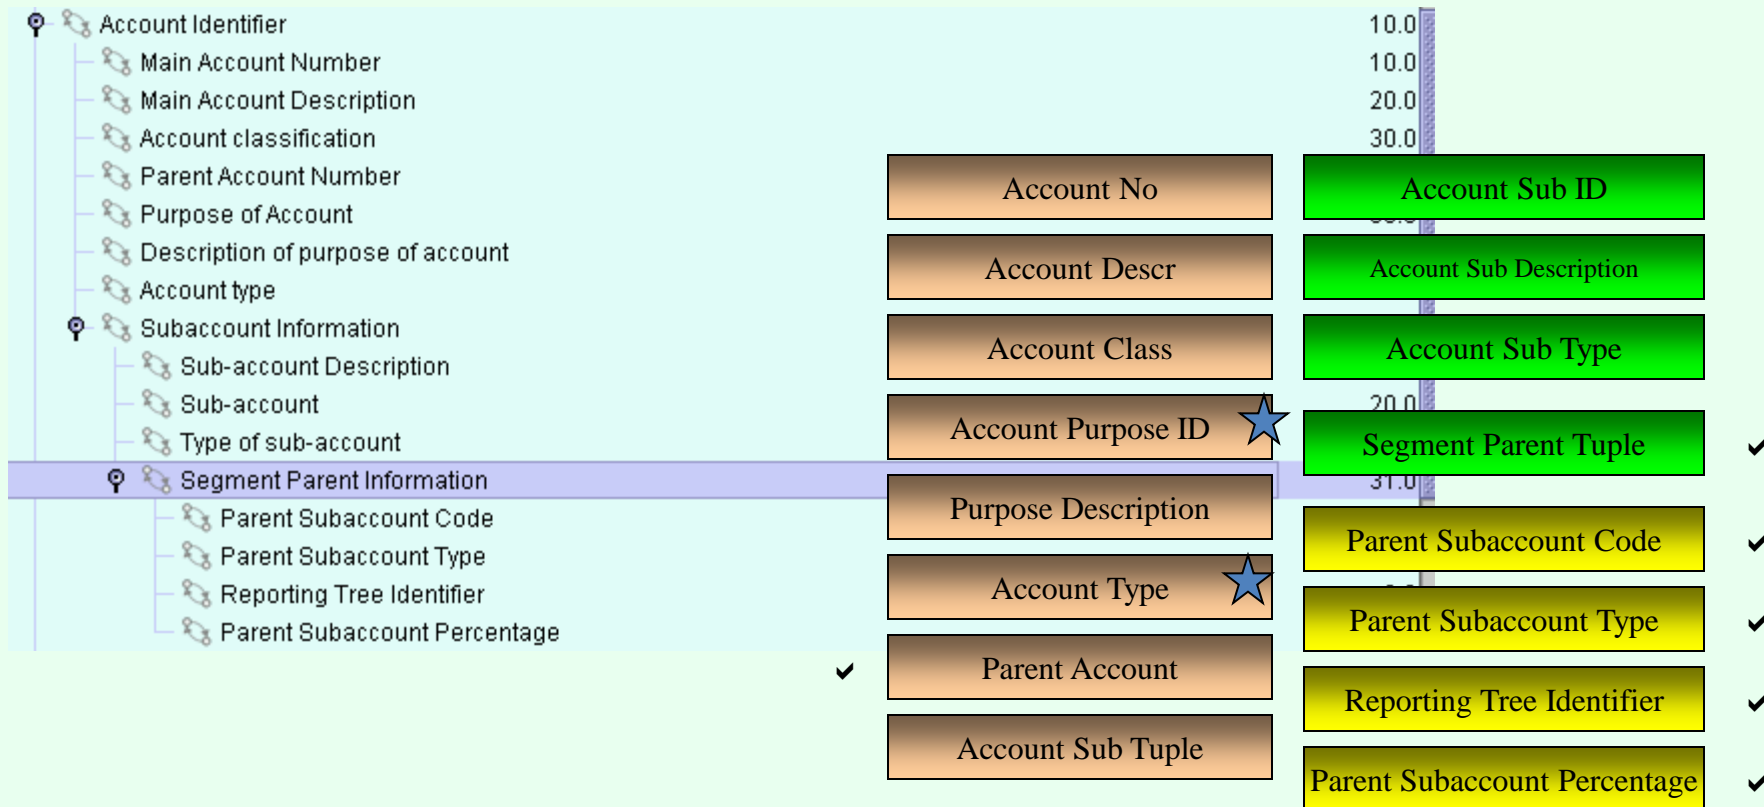 Account Identifier 10.0
Main Account Number 10.0
Main Account Description 20.0
Account classification 30.0
Parent Account Number
Purpose of Account
Description of purpose of account
Account type
Subaccount Information
Sub-account Description
Sub-account 20.0
Type of sub-account
Segment Parent Information 31.0
Parent Subaccount Code
Parent Subaccount Type
Reporting Tree Identifier
Parent Subaccount Percentage
Account No
Account Descr
Account Class
Account Purpose ID
Purpose Description
Account Type
Parent Account
Account Sub Tuple
Account Sub ID
Account Sub Description
Account Sub Type
Segment Parent Tuple
Parent Subaccount Code
Parent Subaccount Type
Reporting Tree Identifier
Parent Subaccount Percentage